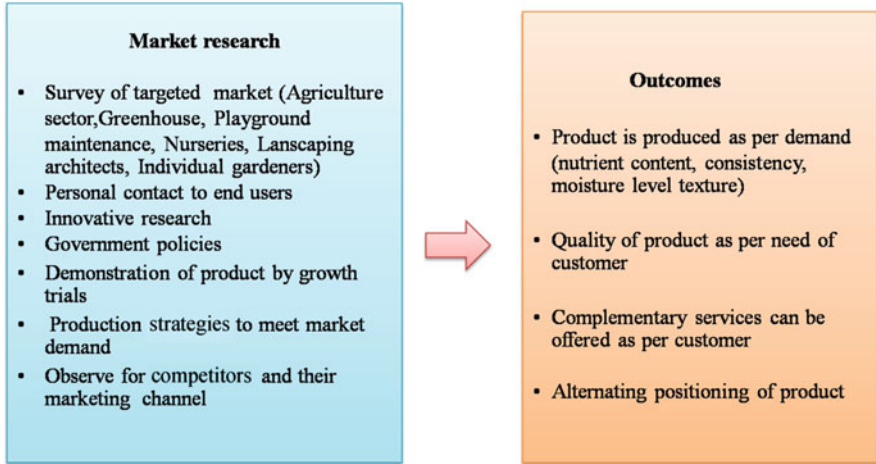 Market research
• Survey of targeted market (Agriculture
sector,Greenhouse, Playground
maintenance, Nurseries, Lanscaping
architects, Individual gardeners)
• Personal contact to end users
• Innovative research
• Government policies
• Demonstration of product by growth
trials
• Production strategies to meet market
demand
• Observe for competitors and their
marketing channel
Outcomes
• Product is produced as per demand
(nutrient content, consistency,
moisture level texture)
• Quality of product as per need of
customer
• Complementary services can be
offered as per customer
• Alternating positioning of product